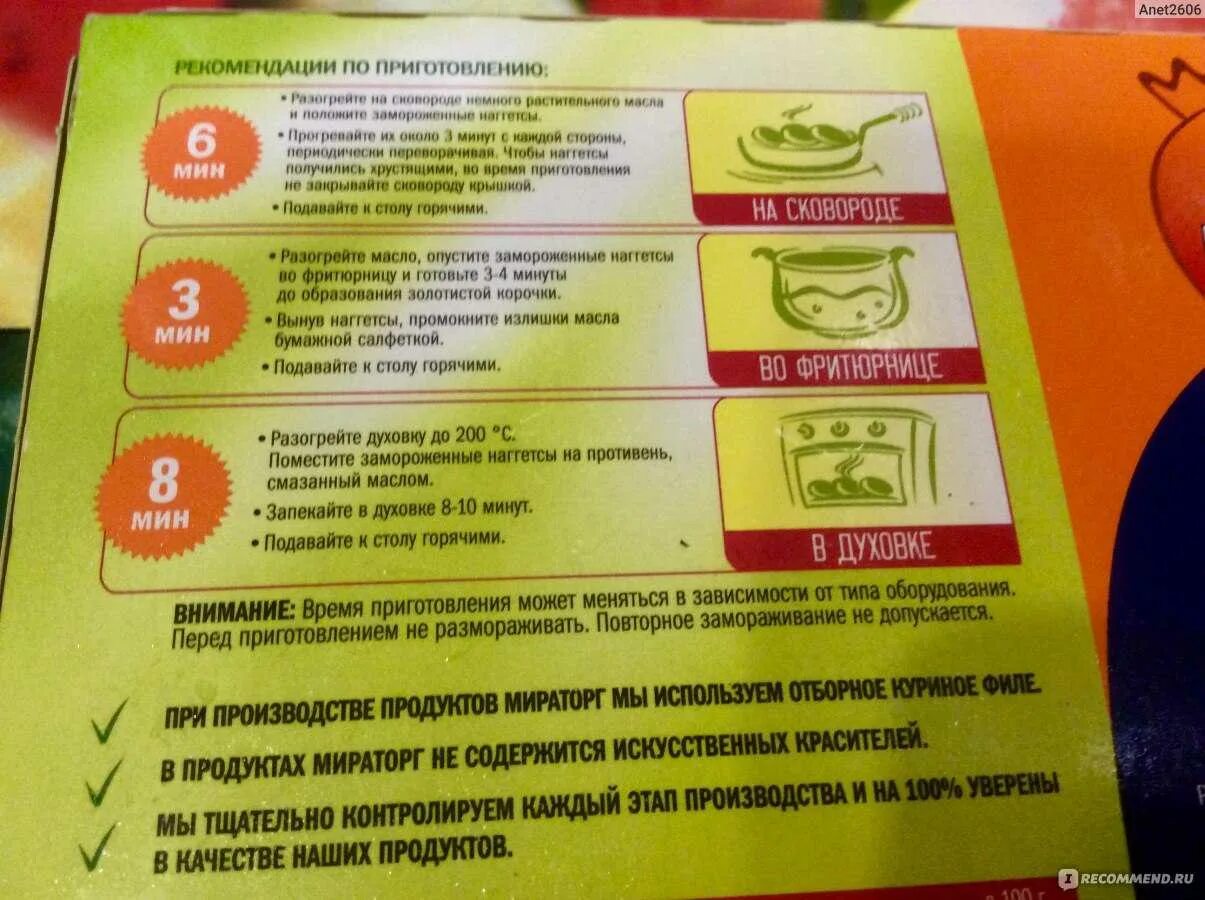 Anet2606
РЕКОМЕНДАЦИИ ПО ПРИГОТОВЛЕНИЮ:
6
МИН
• Разогрейте на сковороде немного растительного масла
и положите замороженные наггетсы.
• Прогревайте их около 3 минут с каждой стороны,
периодически переворачивая. Чтобы наггетсы
получились хрустящими, во время приготовления
не закрывайте сковороду крышкой.
• Подавайте к столу горячими.
НА СКОВОРОДЕ
3
МИН
• Разогрейте масло, опустите замороженные наггетсы
во фритюрницу и готовьте 3-4 минуты
до образования золотистой корочки.
• Вынув наггетсы, промокните излишки масла
бумажной салфеткой.
• Подавайте к столу горячими.
ВО ФРИТЮРНИЦЕ
8
МИН
• Разогрейте духовку до 200 °С.
Поместите замороженные наггетсы на противень,
смазанный маслом.
• Запекайте в духовке 8-10 минут.
• Подавайте к столу горячими.
В ДУХОВКЕ
ВНИМАНИЕ: Время приготовления может меняться в зависимости от типа оборудования.
Перед приготовлением не размораживать. Повторное замораживание не допускается.
ПРИ ПРОИЗВОДСТВЕ ПРОДУКТОВ МИРАТОРГ МЫ ИСПОЛЬЗУЕМ ОТБОРНОЕ КУРИНОЕ ФИЛЕ.
В ПРОДУКТАХ МИРАТОРГ НЕ СОДЕРЖИТСЯ ИСКУССТВЕННЫХ КРАСИТЕЛЕЙ.
МЫ ТЩАТЕЛЬНО КОНТРОЛИРУЕМ КАЖДЫЙ ЭТАП ПРОИЗВОДСТВА И НА 100% УВЕРЕНЫ
В КАЧЕСТВЕ НАШИХ ПРОДУКТОВ.
I RECOMMEND.RU